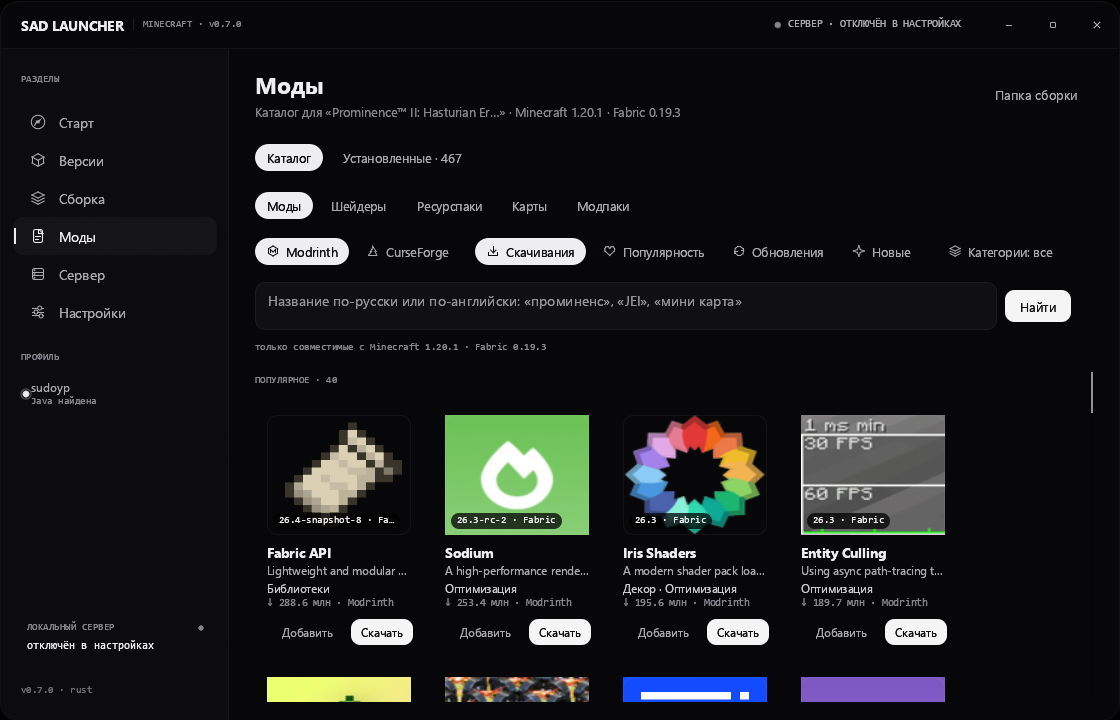 SAD LAUNCHER
MINECRAFT · v0.7.0
СЕРВЕР · ОТКЛЮЧЁН В НАСТРОЙКАХ
РАЗДЕЛЫ
Старт
Версии
Сборка
Моды
Сервер
Настройки
ПРОФИЛЬ
sudoyp
Java найдена
ЛОКАЛЬНЫЙ СЕРВЕР
отключён в настройках
v0.7.0 · rust
Моды
Каталог для «Prominence™ II: Hasturian Er…» · Minecraft 1.20.1 · Fabric 0.19.3
Папка сборки
Каталог
Установленные · 467
Моды
Шейдеры
Ресурспаки
Карты
Модпаки
Modrinth
CurseForge
Скачивания
Популярность
Обновления
Новые
Категории: все
Название по-русски или по-английски: «проминенс», «JEI», «мини карта»
Найти
только совместимые с Minecraft 1.20.1 · Fabric 0.19.3
ПОПУЛЯРНОЕ · 40
26.4-snapshot-8 · Fa…
Fabric API
Lightweight and modular …
Библиотеки
↓ 288.6 млн · Modrinth
Добавить
Скачать
26.3-rc-2 · Fabric
Sodium
A high-performance rende…
Оптимизация
↓ 253.4 млн · Modrinth
Добавить
Скачать
26.3 · Fabric
Iris Shaders
A modern shader pack loa…
Декор · Оптимизация
↓ 195.6 млн · Modrinth
Добавить
Скачать
1 ms min
30 FPS
60 FPS
26.3 · Fabric
Entity Culling
Using async path-tracing t…
Оптимизация
↓ 189.7 млн · Modrinth
Добавить
Скачать